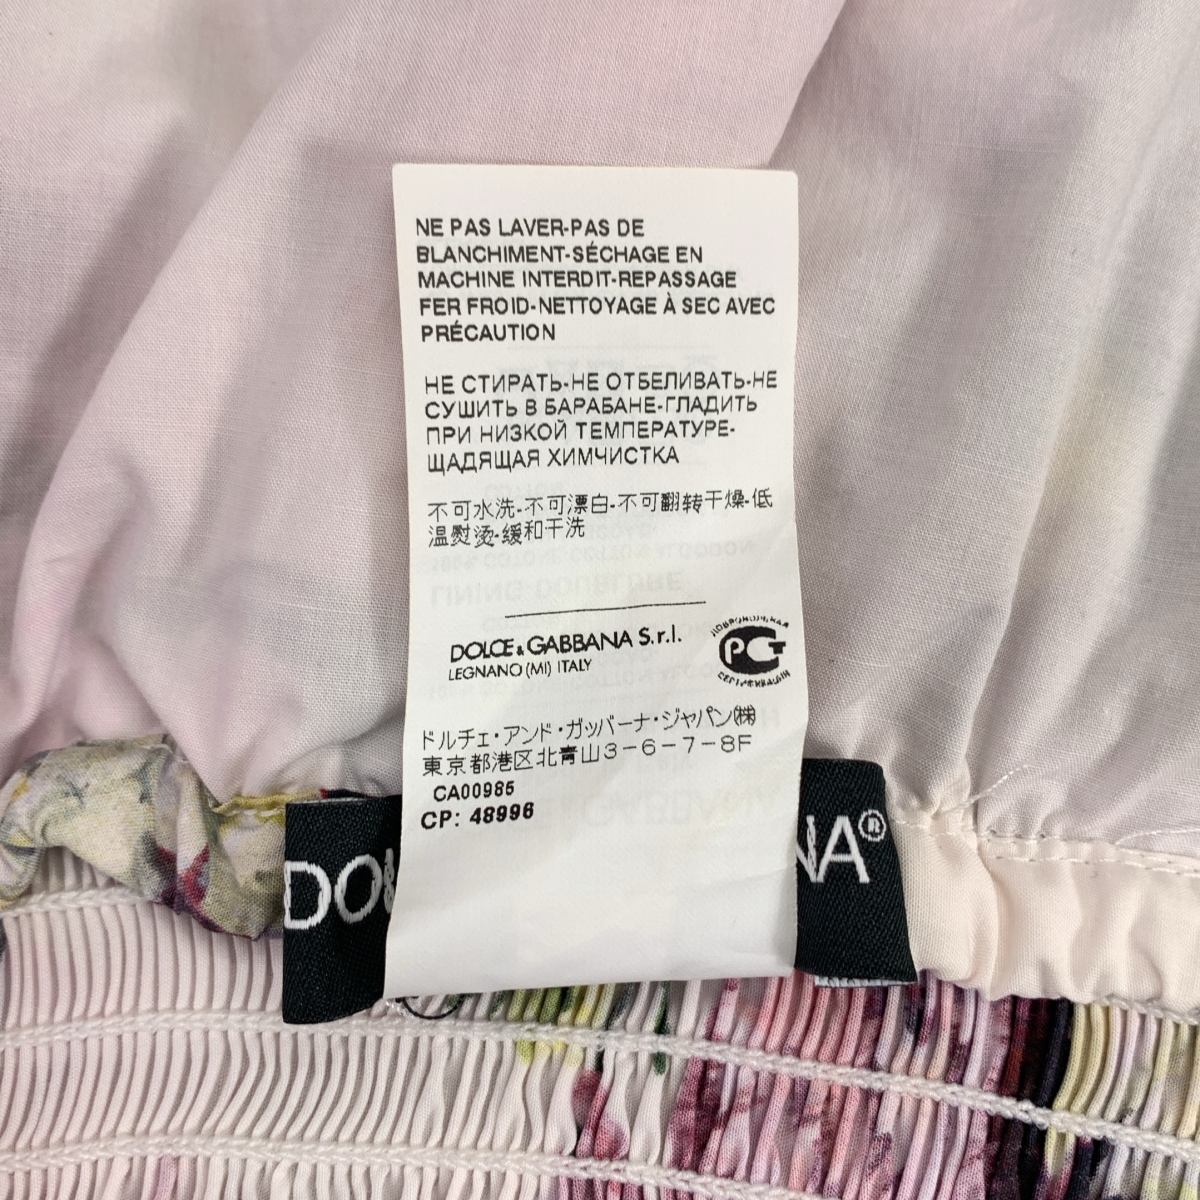 NE PAS LAVER-PAS DE
BLANCHIMENT-SÉCHAGE EN
MACHINE INTERDIT-REPASSAGE
FER FROID-NETTOYAGE À SEC AVEC
PRÉCAUTION
НЕ СТИРАТЬ-НЕ ОТБЕЛИВАТЬ-НЕ
СУШИТЬ В БАРАБАНЕ-ГЛАДИТЬ
ПРИ НИЗКОЙ ТЕМПЕРАТУРЕ-
ЩАДЯЩАЯ ХИМЧИСТКА
不可水洗-不可漂白-不可翻转干燥-低
温熨烫-缓和干洗
DOLCE & GABBANA S.r.l.
LEGNANO (MI) ITALY
РСТ
ドルチェ・アンド・ガッバーナ・ジャパン㈱
東京都港区北青山3-6-7-8F
CA00985
CP: 48996
DO
NA®